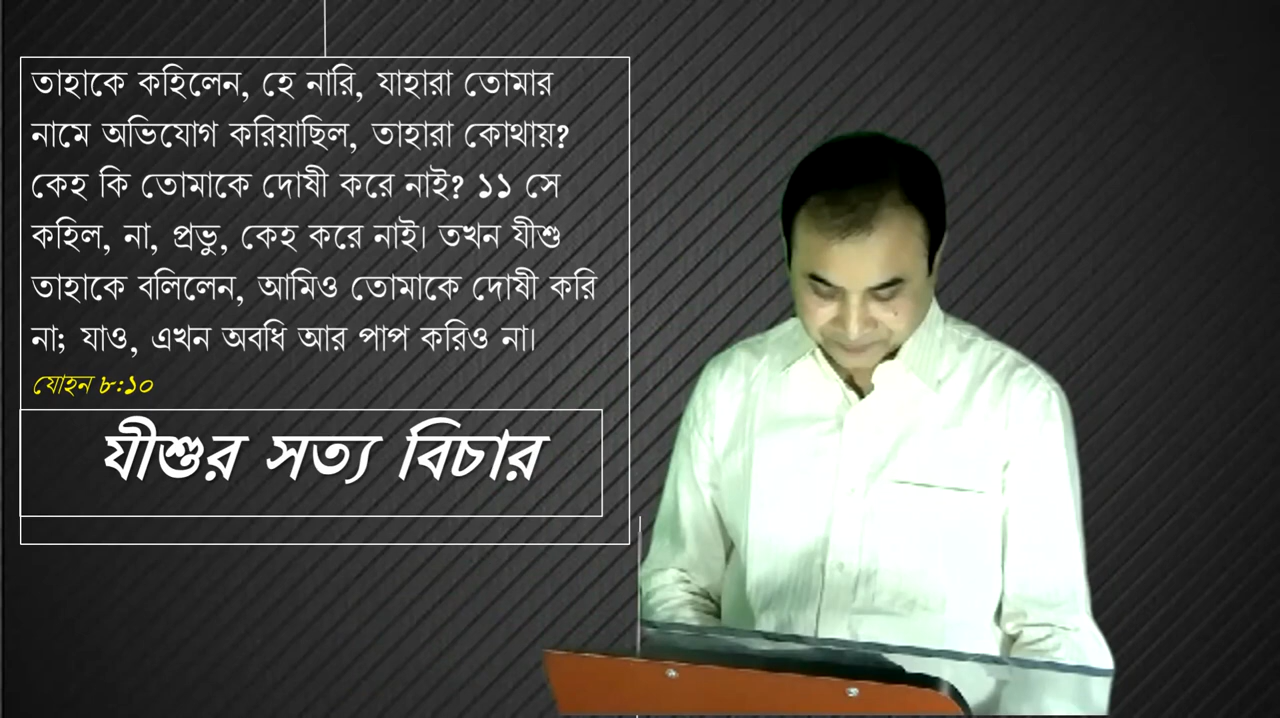 তাহাকে কহিলেন, হে নারি, যাহারা তোমার
নামে অভিযোগ করিয়াছিল, তাহারা কোথায়?
কেহ কি তোমাকে দোষী করে নাই? ১১ সে
কহিল, না, প্রভু, কেহ করে নাই। তখন যীশু
তাহাকে বলিলেন, আমিও তোমাকে দোষী করি
না; যাও, এখন অবধি আর পাপ করিও না।
যোহন ৮:১০
যীশুর সত্য বিচার